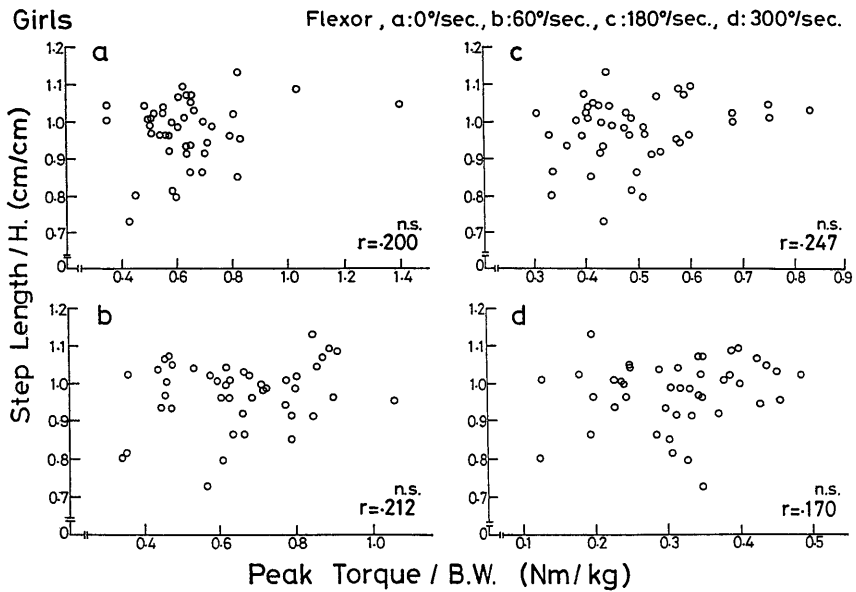 Girls
Flexor, a:0°/sec., b:60°/sec., c:180°/sec., d:300°/sec.
Step Length/H. (cm/cm)
a
1.2
1.1
1.0
0.9
0.8
0.7
0
0.4 0.6 0.8 1.0 1.2 1.4
n.s.
r=.200
c
1.2
1.1
1.0
0.9
0.8
0.7
0
0.3 0.4 0.5 0.6 0.7 0.8 0.9
n.s.
r=.247
b
1.2
1.1
1.0
0.9
0.8
0.7
0
0.4 0.6 0.8 1.0
n.s.
r=.212
d
1.2
1.1
1.0
0.9
0.8
0.7
0
0.1 0.2 0.3 0.4 0.5
n.s.
r=.170
Peak Torque/B.W. (Nm/kg)